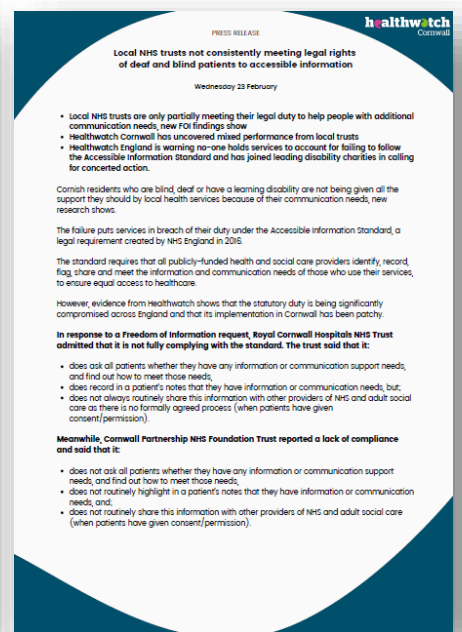 healthwatch
Cornwall
PRESS RELEASE
Local NHS trusts not consistently meeting legal rights
of deaf and blind patients to accessible information
Wednesday 23 February
• Local NHS trusts are only partially meeting their legal duty to help people with additional
communication needs, new FOI findings show
• Healthwatch Cornwall has uncovered mixed performance from local trusts
• Healthwatch England is warning no-one holds services to account for failing to follow
the Accessible Information Standard and has joined leading disability charities in calling
for concerted action.
Cornish residents who are blind, deaf or have a learning disability are not being given all the
support they should by local health services because of their communication needs, new
research shows.
The failure puts services in breach of their duty under the Accessible Information Standard, a
legal requirement created by NHS England in 2016.
The standard requires that all publicly-funded health and social care providers identify, record,
flag, share and meet the information and communication needs of those who use their services,
to ensure equal access to healthcare.
However, evidence from Healthwatch shows that the statutory duty is being significantly
compromised across England and that its implementation in Cornwall has been patchy.
In response to a Freedom of Information request, Royal Cornwall Hospitals NHS Trust
admitted that it is not fully complying with the standard. The trust said that it:
• does ask all patients whether they have any information or communication support needs,
and find out how to meet those needs,
• does record in a patient's notes that they have information or communication needs, but;
• does not always routinely share this information with other providers of NHS and adult social
care as there is no formally agreed process (when patients have given
consent/permission).
Meanwhile, Cornwall Partnership NHS Foundation Trust reported a lack of compliance
and said that it:
• does not ask all patients whether they have any information or communication support
needs, and find out how to meet those needs,
• does not routinely highlight in a patient's notes that they have information or communication
needs, and;
• does not routinely share this information with other providers of NHS and adult social care
(when patients have given consent/permission).